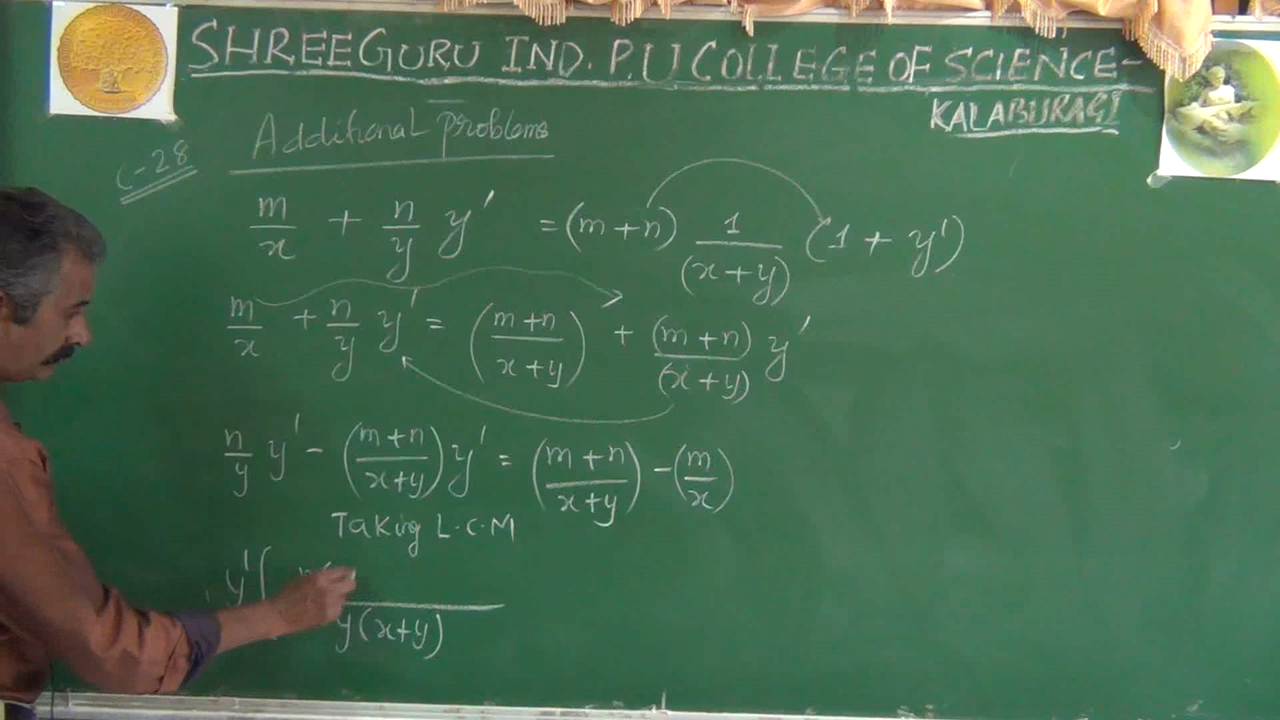 SHREEGURU IND. P.U COLLEGE OF SCIENCE-
KALABURAGI
C-28
Additional problems
m/x + n/y y' = (m+n) 1/(x+y) (1 + y')
m/x + n/y y' = (m+n/x+y) + (m+n)/(x+y) y'
n/y y' - (m+n/x+y) y' = (m+n/x+y) - (m/x)
Taking L.C.M
y' [ n( / y(x+y)